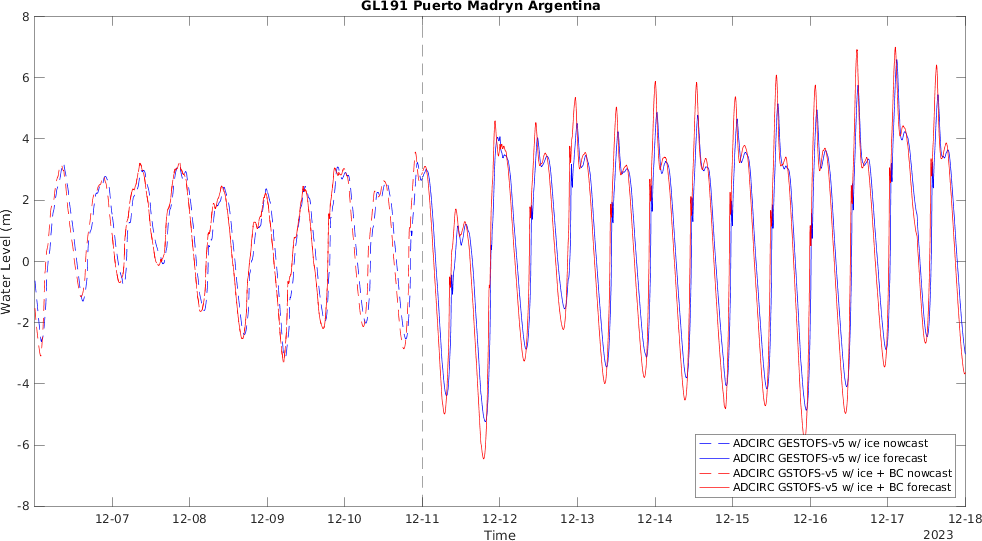 GL191 Puerto Madryn Argentina
8
6
4
2
0
-2
-4
-6
-8
Water Level (m)
ADCIRC GESTOFS-v5 w/ ice nowcast
ADCIRC GESTOFS-v5 w/ ice forecast
ADCIRC GSTOFS-v5 w/ ice + BC nowcast
ADCIRC GSTOFS-v5 w/ ice + BC forecast
12-07 12-08 12-09 12-10 12-11 12-12 12-13 12-14 12-15 12-16 12-17 12-18
Time
2023